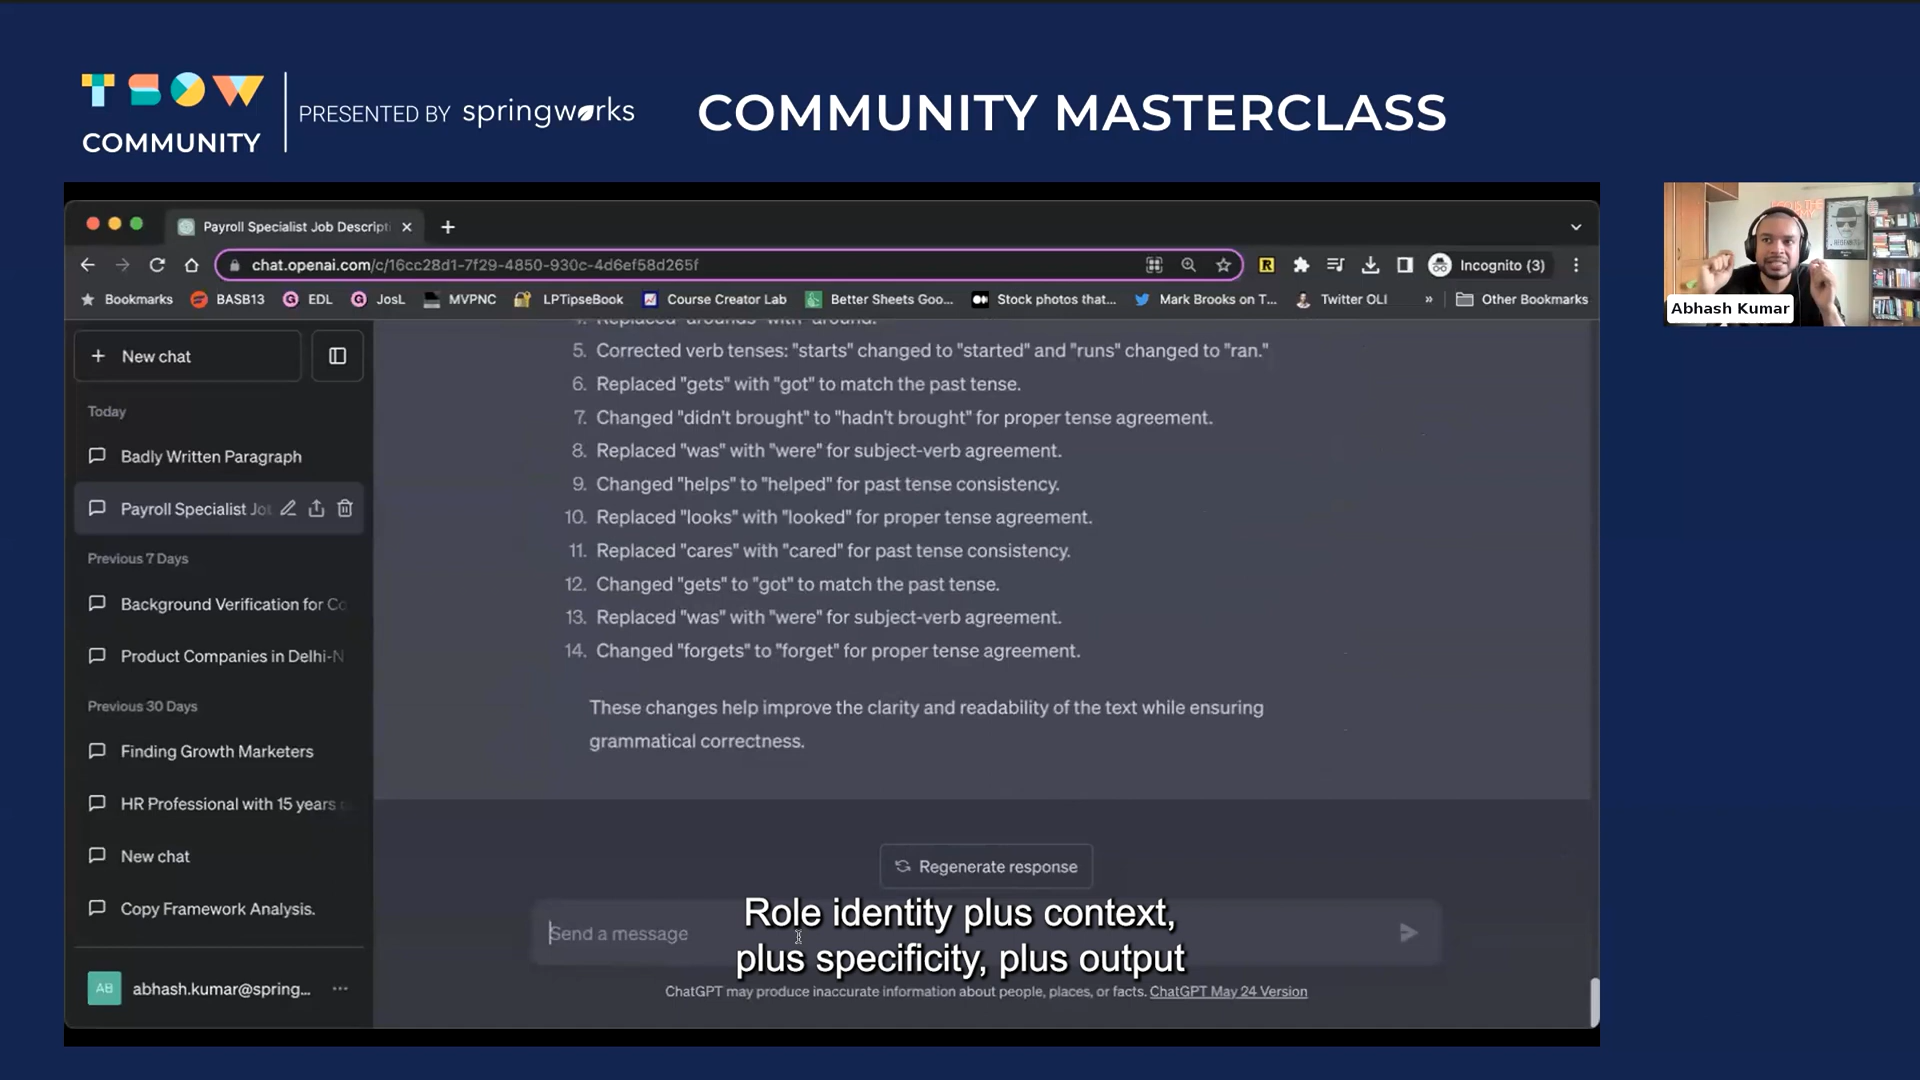 TSOW
COMMUNITY
PRESENTED BY springworks
COMMUNITY MASTERCLASS
Payroll Specialist Job Descripti
chat.openai.com/c/16cc28d1-7f29-4850-930c-4d6ef58d265f
Incognito (3)
Bookmarks BASB13 EDL JosL MVPNC LPTipseBook Course Creator Lab Better Sheets Goo... Stock photos that... Mark Brooks on T... Twitter OLI » Other Bookmarks
+ New chat
Today
Badly Written Paragraph
Payroll Specialist Jo
Previous 7 Days
Background Verification for Co
Product Companies in Delhi-N
Previous 30 Days
Finding Growth Marketers
HR Professional with 15 years
New chat
Copy Framework Analysis.
AB abhash.kumar@spring... ...
4. Replaced "arounds" with "around."
5. Corrected verb tenses: "starts" changed to "started" and "runs" changed to "ran."
6. Replaced "gets" with "got" to match the past tense.
7. Changed "didn't brought" to "hadn't brought" for proper tense agreement.
8. Replaced "was" with "were" for subject-verb agreement.
9. Changed "helps" to "helped" for past tense consistency.
10. Replaced "looks" with "looked" for proper tense agreement.
11. Replaced "cares" with "cared" for past tense consistency.
12. Changed "gets" to "got" to match the past tense.
13. Replaced "was" with "were" for subject-verb agreement.
14. Changed "forgets" to "forget" for proper tense agreement.
These changes help improve the clarity and readability of the text while ensuring
grammatical correctness.
Regenerate response
Send a message
Role identity plus context,
plus specificity, plus output
ChatGPT may produce inaccurate information about people, places, or facts. ChatGPT May 24 Version
Abhash Kumar